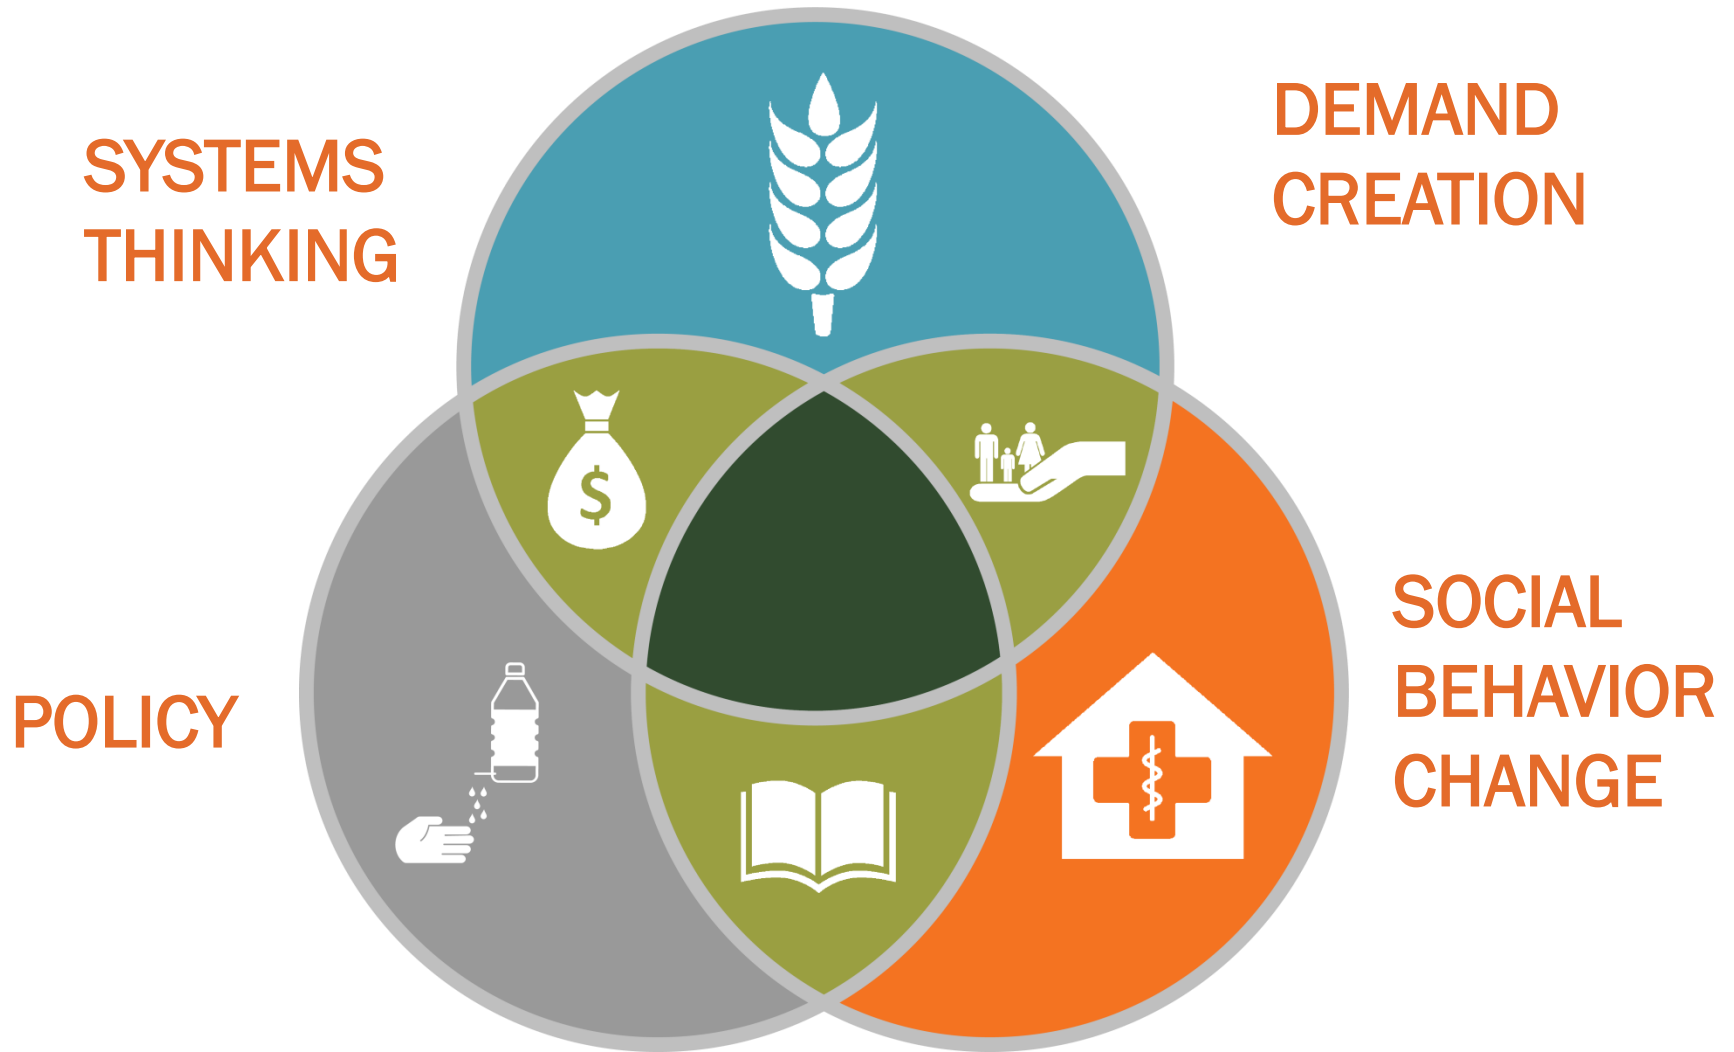 SYSTEMS
THINKING
DEMAND
CREATION
$
POLICY
SOCIAL
BEHAVIOR
CHANGE